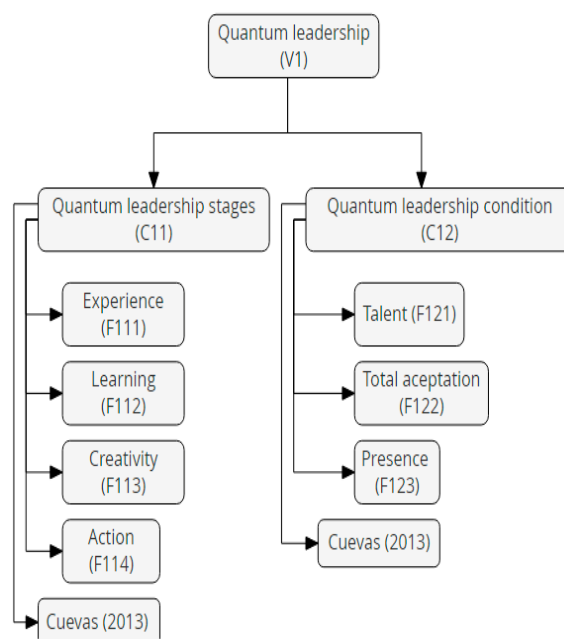 Quantum leadership
(V1)
Quantum leadership stages
(C11)
Experience
(F111)
Learning
(F112)
Creativity
(F113)
Action
(F114)
Cuevas (2013)
Quantum leadership condition
(C12)
Talent (F121)
Total aceptation
(F122)
Presence
(F123)
Cuevas (2013)